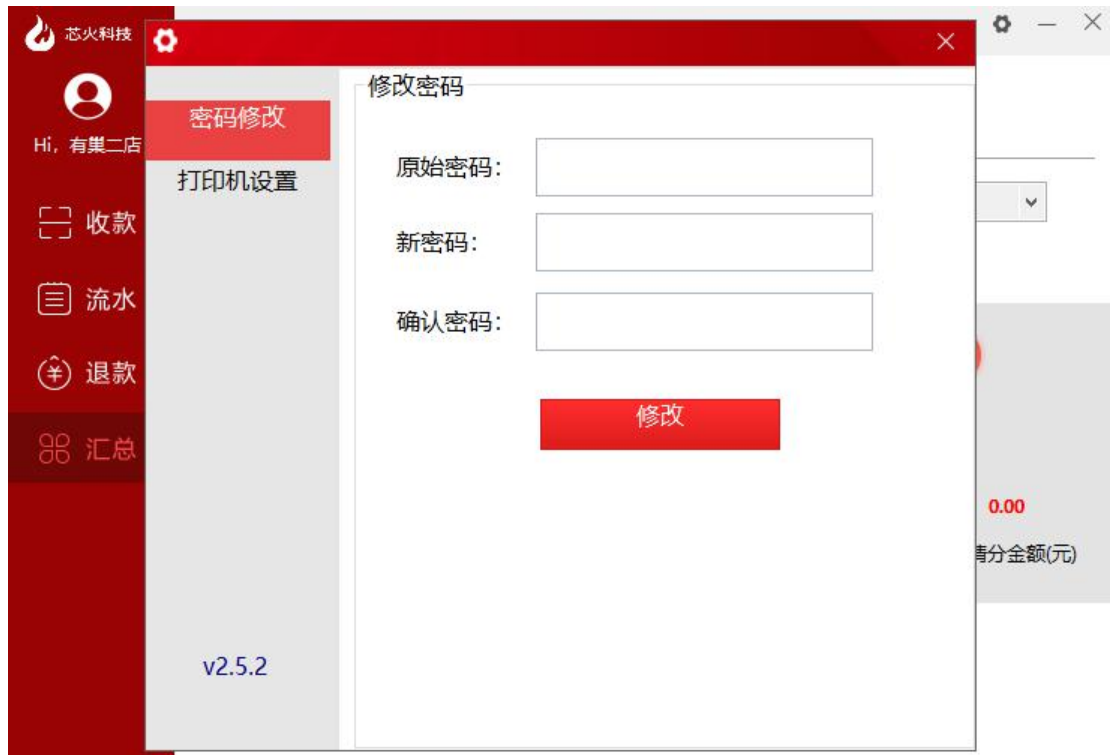 芯火科技
Hi, 有巢二店
收款
流水
退款
汇总
密码修改
打印机设置
v2.5.2
修改密码
原始密码：
新密码：
确认密码：
修改
0.00
清分金额(元)